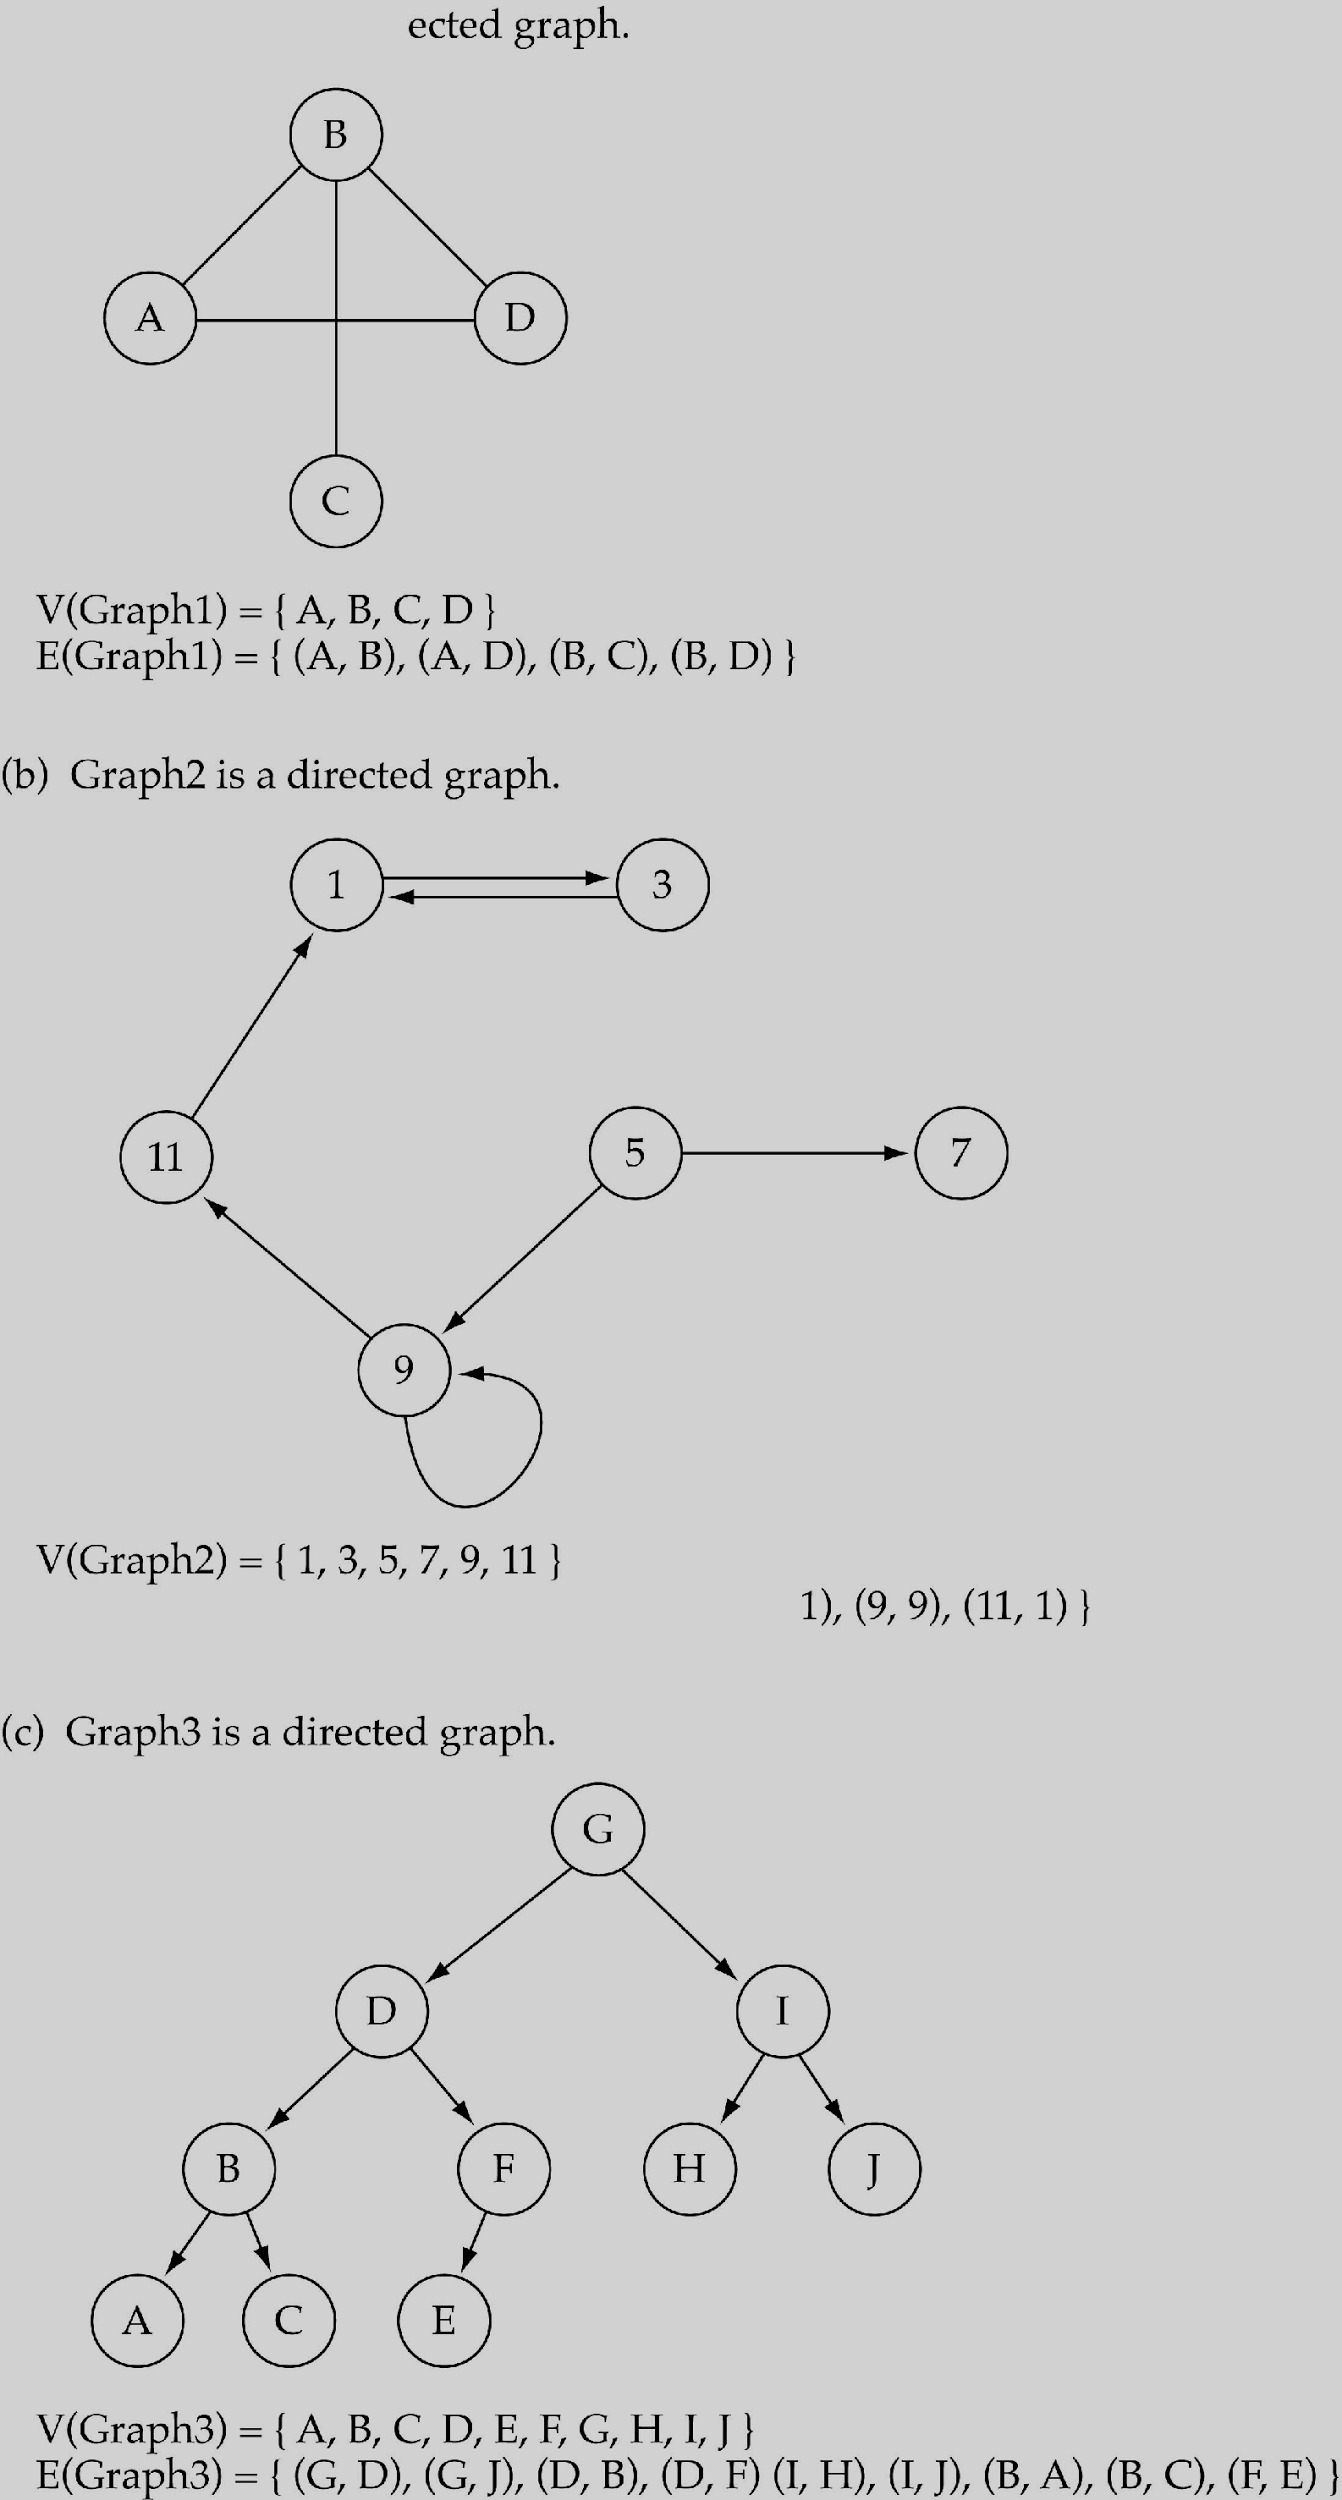 ected graph.
B
A
D
C
V(Graph1) = { A, B, C, D }
E(Graph1) = { (A, B), (A, D), (B, C), (B, D) }
(b) Graph2 is a directed graph.
1
3
11
5
7
9
V(Graph2) = { 1, 3, 5, 7, 9, 11 }
1), (9, 9), (11, 1) }
(c) Graph3 is a directed graph.
G
D
I
B
F
H
J
A
C
E
V(Graph3) = { A, B, C, D, E, F, G, H, I, J }
E(Graph3) = { (G, D), (G, J), (D, B), (D, F) (I, H), (I, J), (B, A), (B, C), (F, E) }